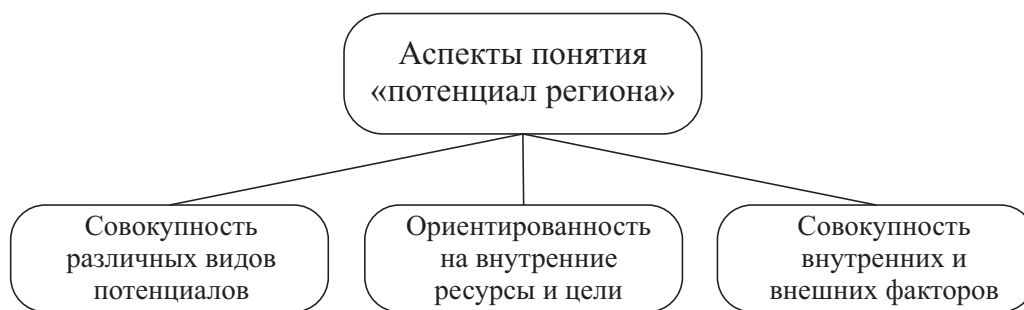 Аспекты понятия
«потенциал региона»
Совокупность
различных видов
потенциалов
Ориентированность
на внутренние
ресурсы и цели
Совокупность
внутренних и
внешних факторов